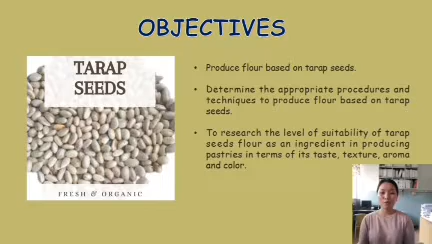 OBJECTIVES
TARAP
SEEDS
FRESH & ORGANIC
• Produce flour based on tarap seeds.
• Determine the appropriate procedures and
techniques to produce flour based on tarap
seeds.
• To research the level of suitability of tarap
seeds flour as an ingredient in producing
pastries in terms of its taste, texture, aroma
and color.